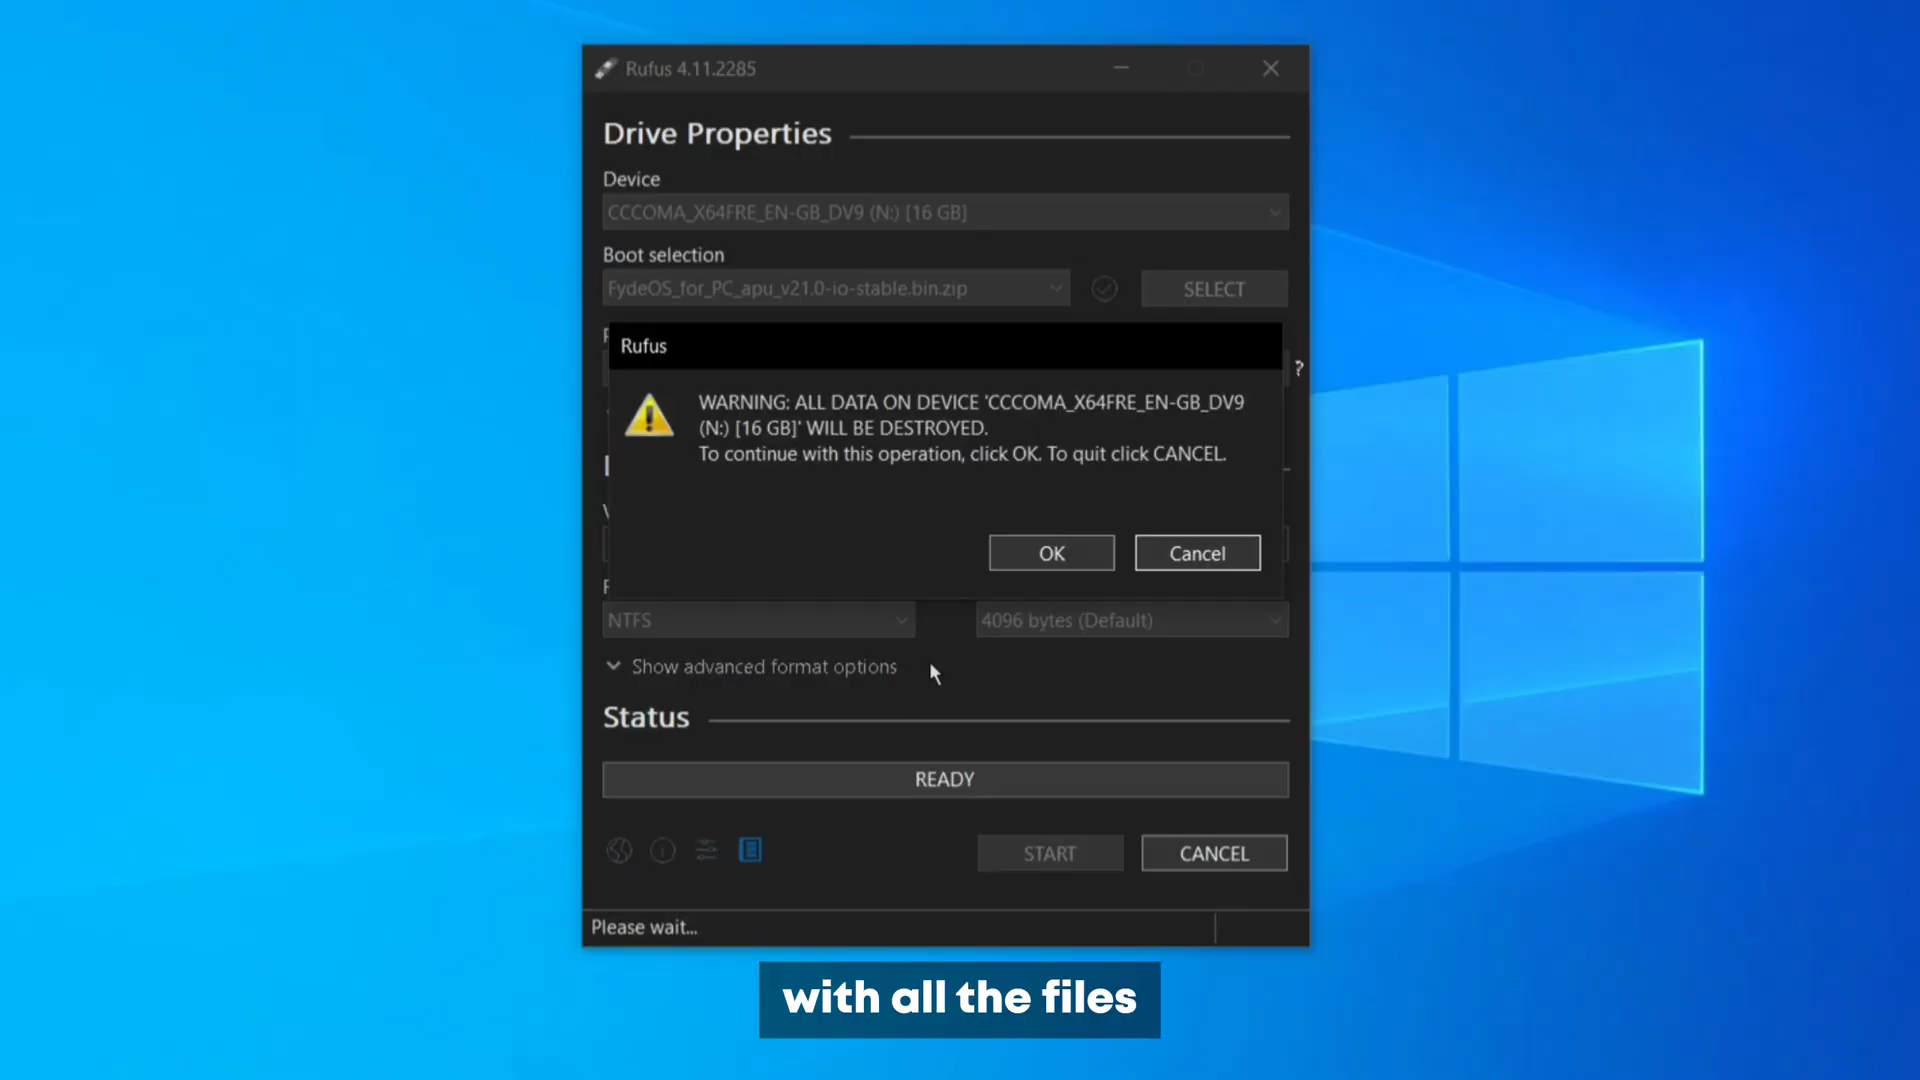 Rufus 4.11.2285
Drive Properties
Device
CCCOMA_X64FRE_EN-GB_DV9 (N:) [16 GB]
Boot selection
FydeOS_for_PC_apu_v21.0-io-stable.bin.zip
SELECT
?
Rufus
WARNING: ALL DATA ON DEVICE 'CCCOMA_X64FRE_EN-GB_DV9
(N:) [16 GB]' WILL BE DESTROYED.
To continue with this operation, click OK. To quit click CANCEL.
OK
Cancel
NTFS
4096 bytes (Default)
Show advanced format options
Status
READY
START
CANCEL
Please wait...
with all the files